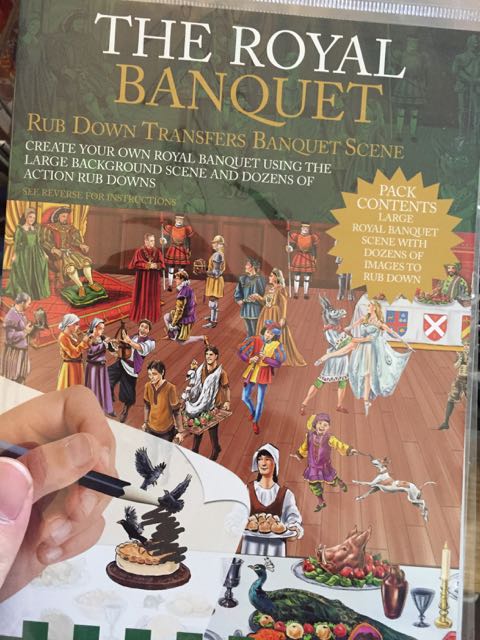 THE ROYAL
BANQUET
RUB DOWN TRANSFERS BANQUET SCENE
CREATE YOUR OWN ROYAL BANQUET USING THE
LARGE BACKGROUND SCENE AND DOZENS OF
ACTION RUB DOWNS
SEE REVERSE FOR INSTRUCTIONS
PACK
CONTENTS
LARGE
ROYAL BANQUET
SCENE WITH
DOZENS OF
IMAGES TO
RUB DOWN